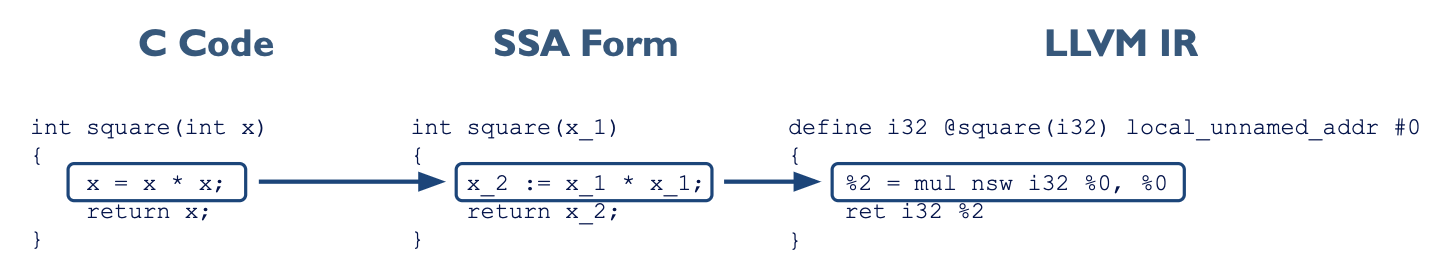 C Code
int square(int x)
{
x = x * x;
return x;
}
SSA Form
int square(x_1)
{
x_2 := x_1 * x_1;
return x_2;
}
LLVM IR
define i32 @square(i32) local_unnamed_addr #0
{
%2 = mul nsw i32 %0, %0
ret i32 %2
}